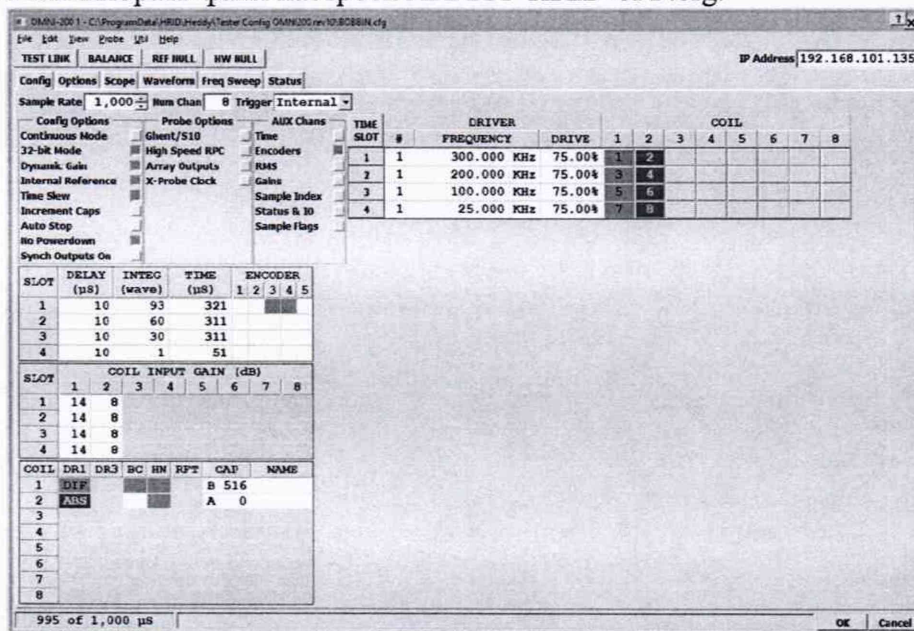 OMNI-200 1 - C:\ProgramData\HRID\Heddy\Tester Config OMNI200 rev10\BOBBIN.cfg
File Edit View Probe Util Help
TEST LINK BALANCE REF NULL HW NULL IP Address 192.168.101.135
Config Options Scope Waveform Freq Sweep Status
Sample Rate 1,000 Num Chan 8 Trigger Internal
Config Options Probe Options AUX Chans
Continuous Mode Ghent/S10 Time
32-bit Mode High Speed RPC Encoders
Dynamic Gain Array Outputs RMS
Internal Reference X-Probe Clock Gains
Time Slew Sample Index
Increment Caps Status & IO
Auto Stop Sample Flags
No Powerdown
Synch Outputs On
TIME SLOT DRIVER COIL
# FREQUENCY DRIVE 1 2 3 4 5 6 7 8
1 1 300.000 KHz 75.00% 1 2
2 1 200.000 KHz 75.00% 3 4
3 1 100.000 KHz 75.00% 5 6
4 1 25.000 KHz 75.00% 7 8
SLOT DELAY INTEG TIME ENCODER
(µS) (wave) (µS) 1 2 3 4 5
1 10 93 321
2 10 60 311
3 10 30 311
4 10 1 51
SLOT COIL INPUT GAIN (dB)
1 2 3 4 5 6 7 8
1 14 8
2 14 8
3 14 8
4 14 8
COIL DR1 DR3 BC HN RFT CAP NAME
1 DIF B 516
2 ABS A 0
3
4
5
6
7
8
995 of 1,000 µS OK Cancel